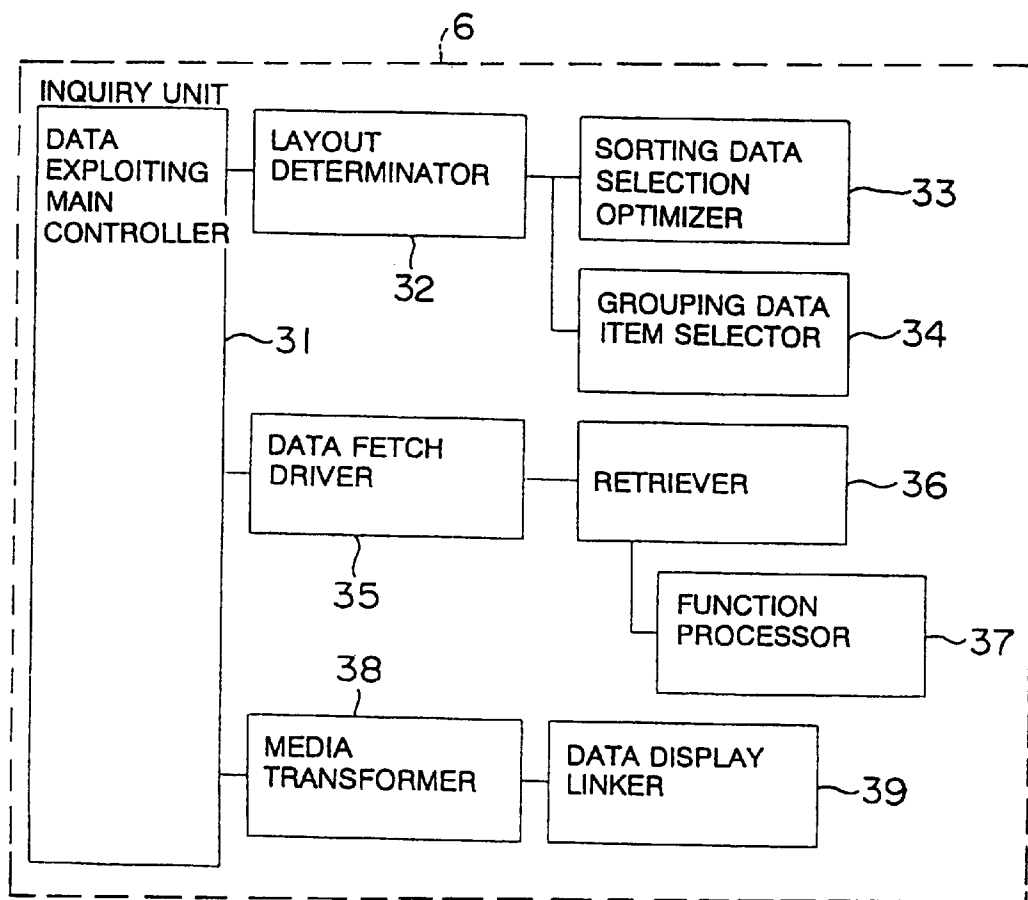 6
INQUIRY UNIT
DATA
EXPLOITING
MAIN
CONTROLLER
31
LAYOUT
DETERMINATOR
32
SORTING DATA
SELECTION
OPTIMIZER
33
GROUPING DATA
ITEM SELECTOR
34
DATA FETCH
DRIVER
35
RETRIEVER
36
FUNCTION
PROCESSOR
37
38
MEDIA
TRANSFORMER
DATA DISPLAY
LINKER
39